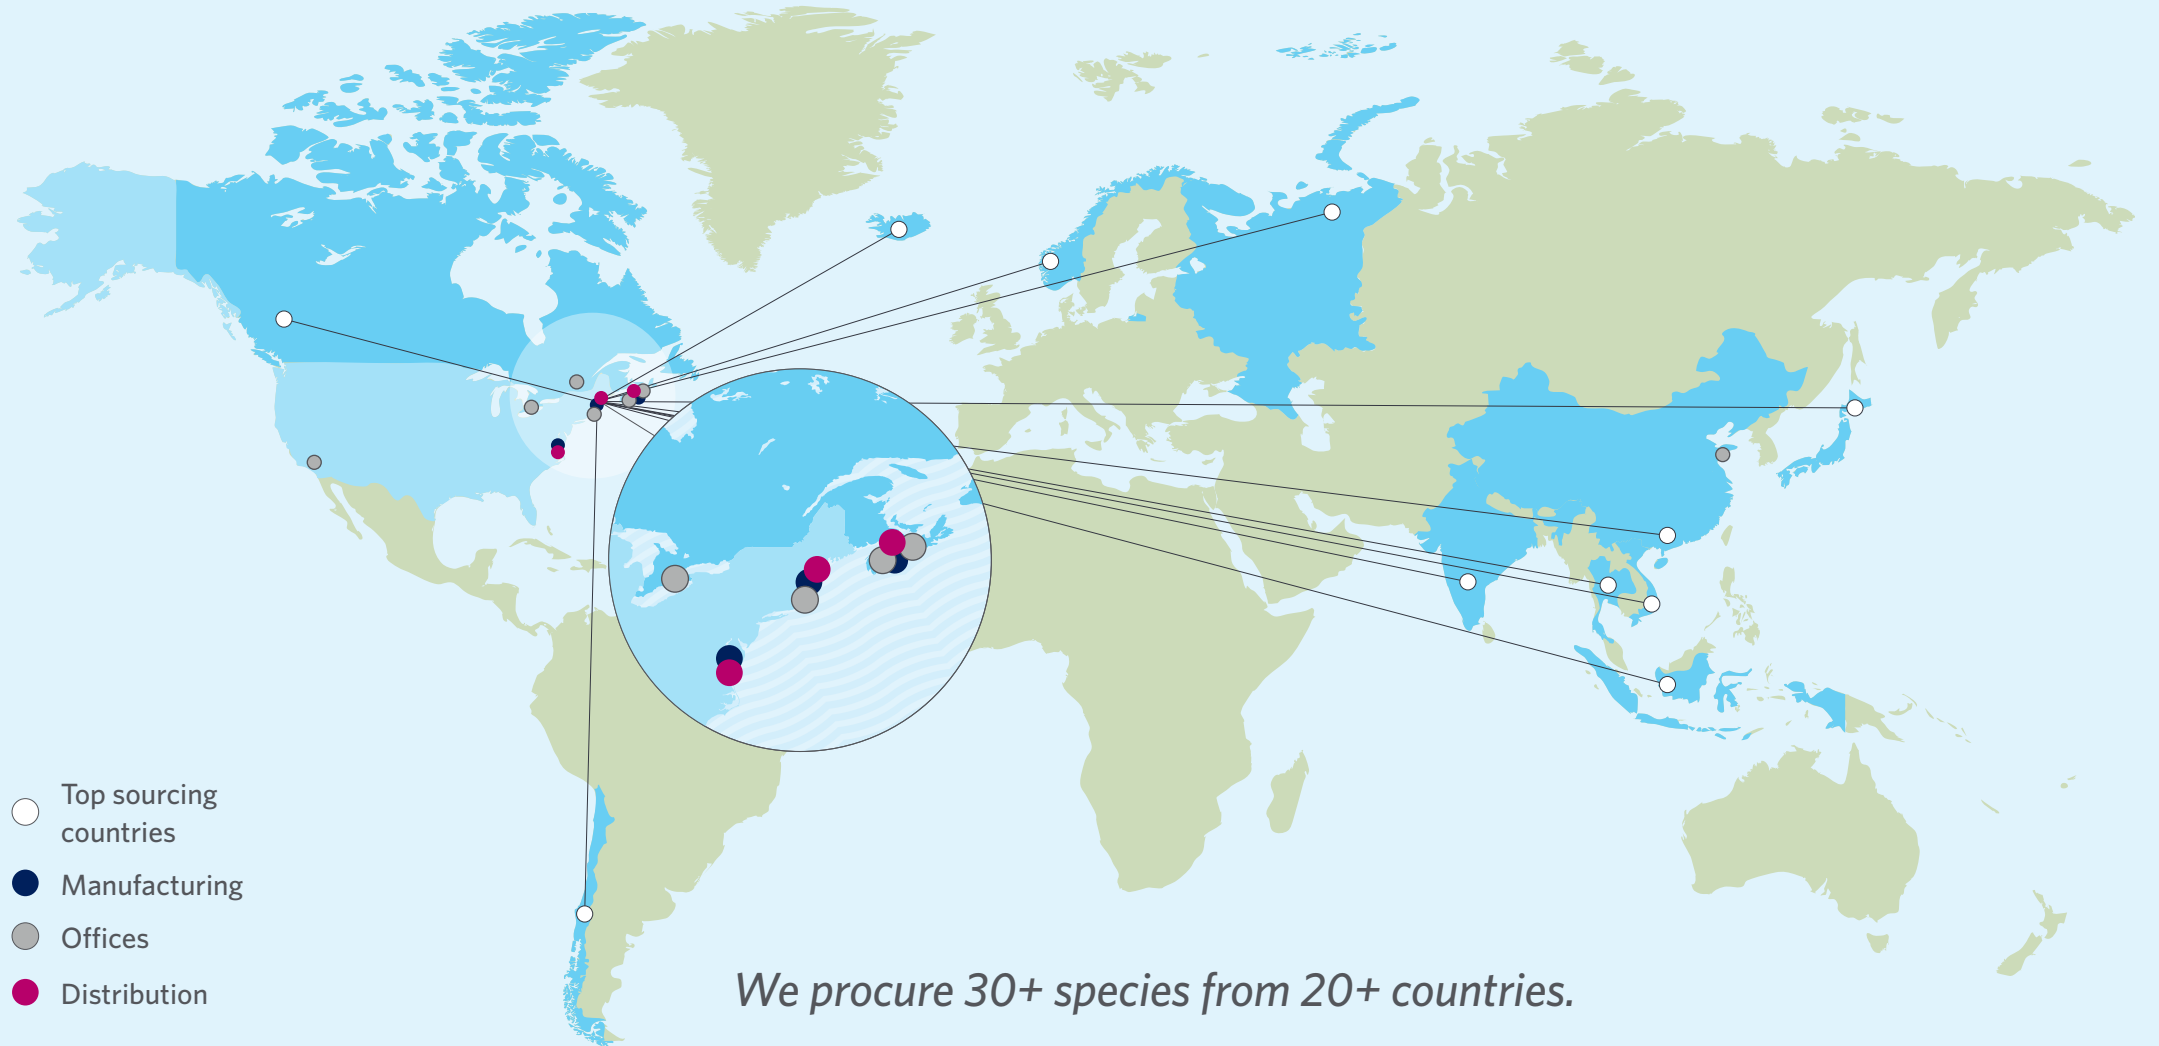 Top sourcing
countries
Manufacturing
Offices
Distribution
We procure 30+ species from 20+ countries.